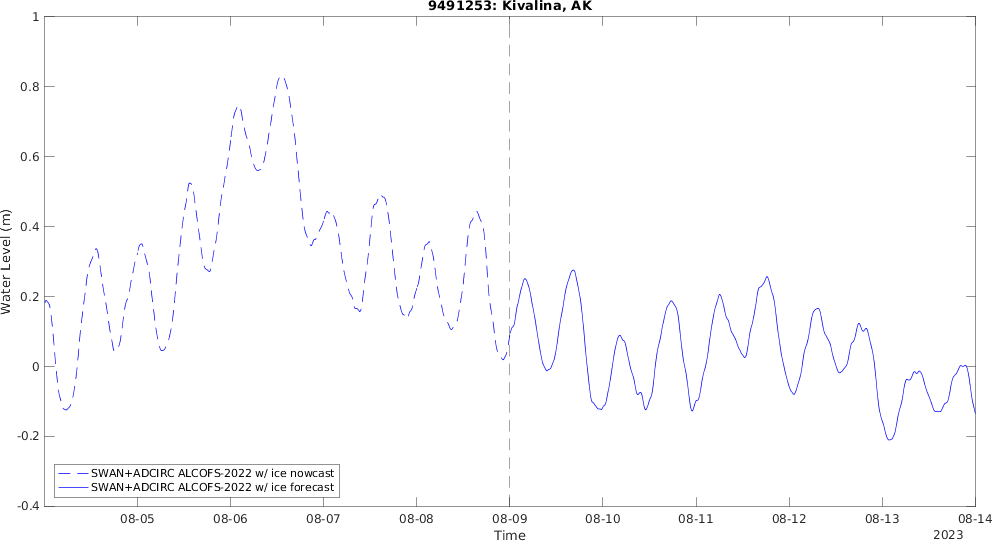 9491253: Kivalina, AK
1
0.8
0.6
0.4
0.2
0
-0.2
-0.4
Water Level (m)
SWAN+ADCIRC ALCOFS-2022 w/ ice nowcast
SWAN+ADCIRC ALCOFS-2022 w/ ice forecast
08-05 08-06 08-07 08-08 08-09 08-10 08-11 08-12 08-13 08-14
Time
2023